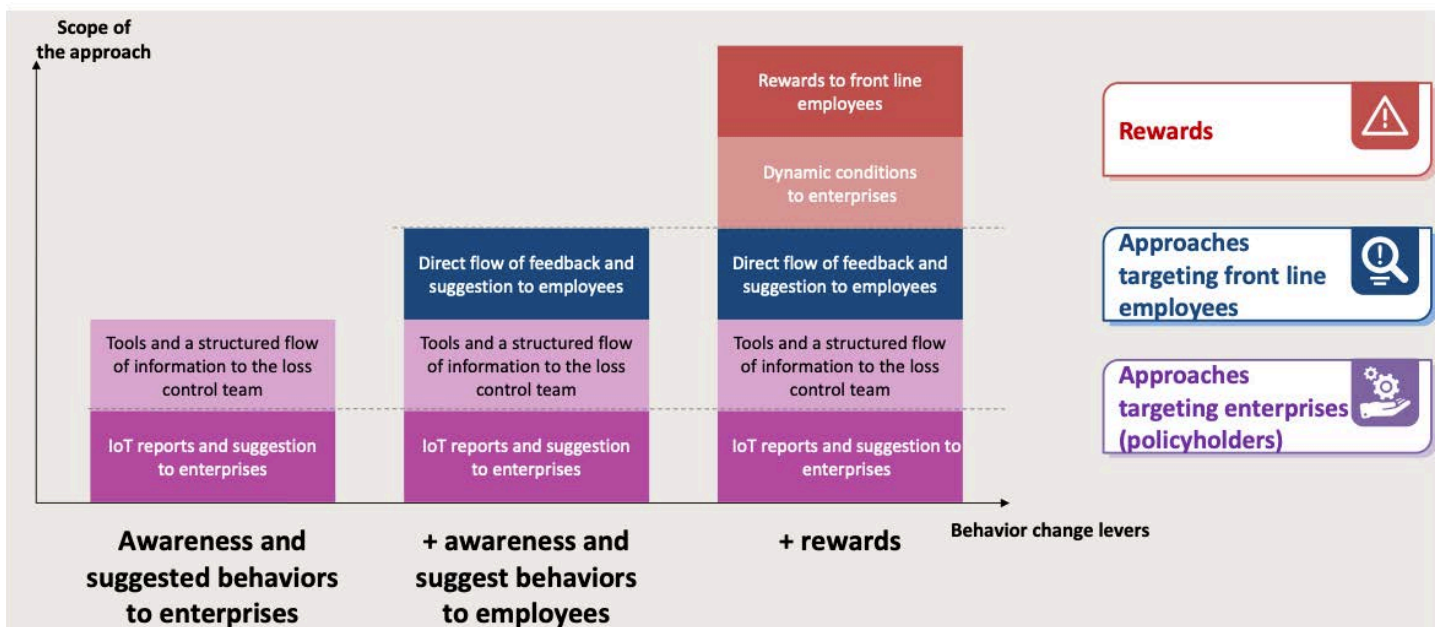 Scope of
the approach
Rewards to front line
employees
Dynamic conditions
to enterprises
Direct flow of feedback and
suggestion to employees
Direct flow of feedback and
suggestion to employees
Tools and a structured flow
of information to the loss
control team
Tools and a structured flow
of information to the loss
control team
Tools and a structured flow
of information to the loss
control team
IoT reports and suggestion
to enterprises
IoT reports and suggestion
to enterprises
IoT reports and suggestion to
enterprises
Behavior change levers
Awareness and
suggested behaviors
to enterprises
+ awareness and
suggest behaviors
to employees
+ rewards
Rewards
Approaches
targeting front line
employees
Approaches
targeting enterprises
(policyholders)